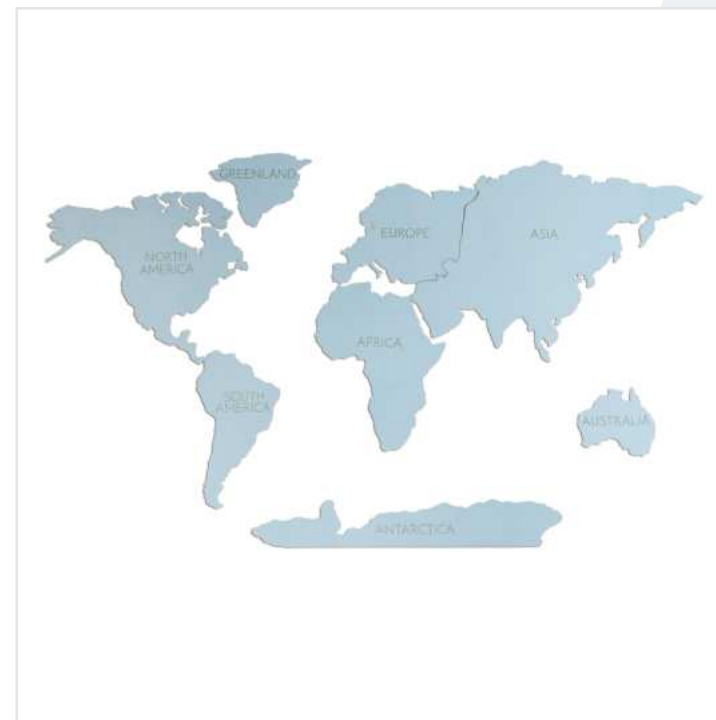 GREENLAND
EUROPE
ASIA
NORTH
AMERICA
AFRICA
SOUTH
AMERICA
AUSTRALIA
ANTARCTICA